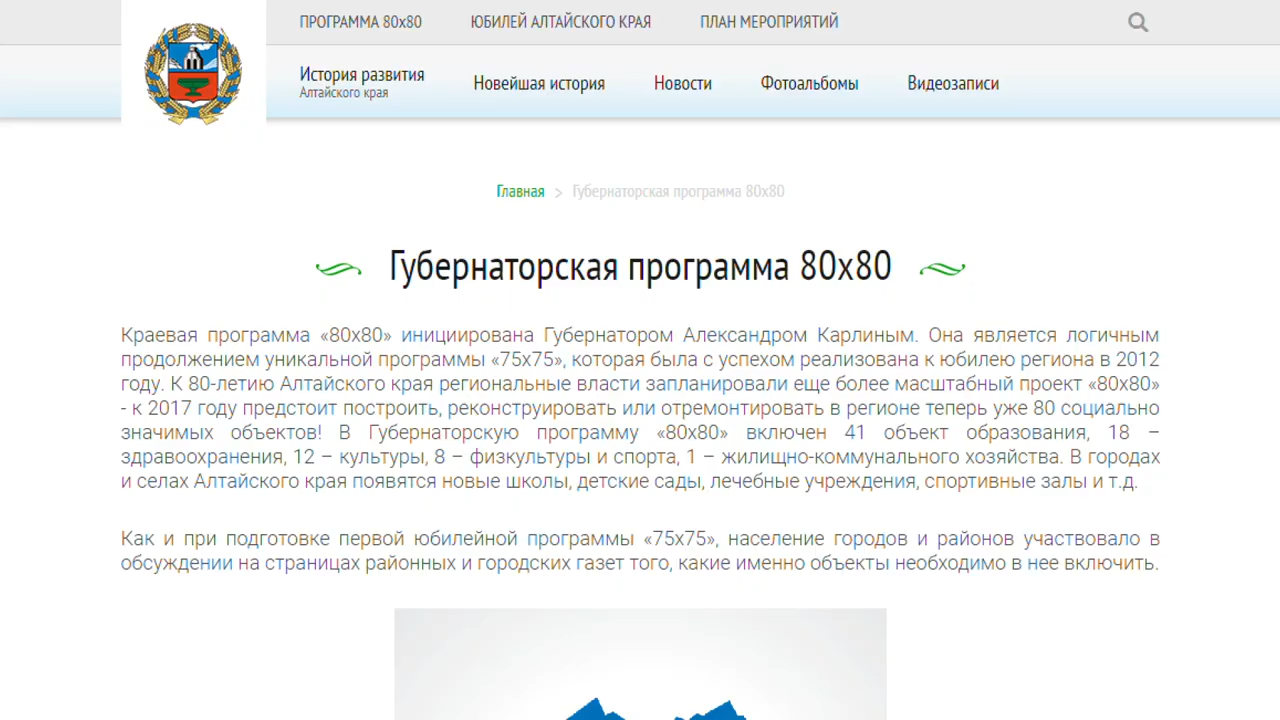 ПРОГРАММА 80х80 ЮБИЛЕЙ АЛТАЙСКОГО КРАЯ ПЛАН МЕРОПРИЯТИЙ
История развития
Алтайского края
Новейшая история Новости Фотоальбомы Видеозаписи
Главная > Губернаторская программа 80х80
Губернаторская программа 80х80
Краевая программа «80х80» инициирована Губернатором Александром Карлиным. Она является логичным
продолжением уникальной программы «75х75», которая была с успехом реализована к юбилею региона в 2012
году. К 80-летию Алтайского края региональные власти запланировали еще более масштабный проект «80х80»
- к 2017 году предстоит построить, реконструировать или отремонтировать в регионе теперь уже 80 социально
значимых объектов! В Губернаторскую программу «80х80» включен 41 объект образования, 18 –
здравоохранения, 12 – культуры, 8 – физкультуры и спорта, 1 – жилищно-коммунального хозяйства. В городах
и селах Алтайского края появятся новые школы, детские сады, лечебные учреждения, спортивные залы и т.д.
Как и при подготовке первой юбилейной программы «75х75», население городов и районов участвовало в
обсуждении на страницах районных и городских газет того, какие именно объекты необходимо в нее включить.